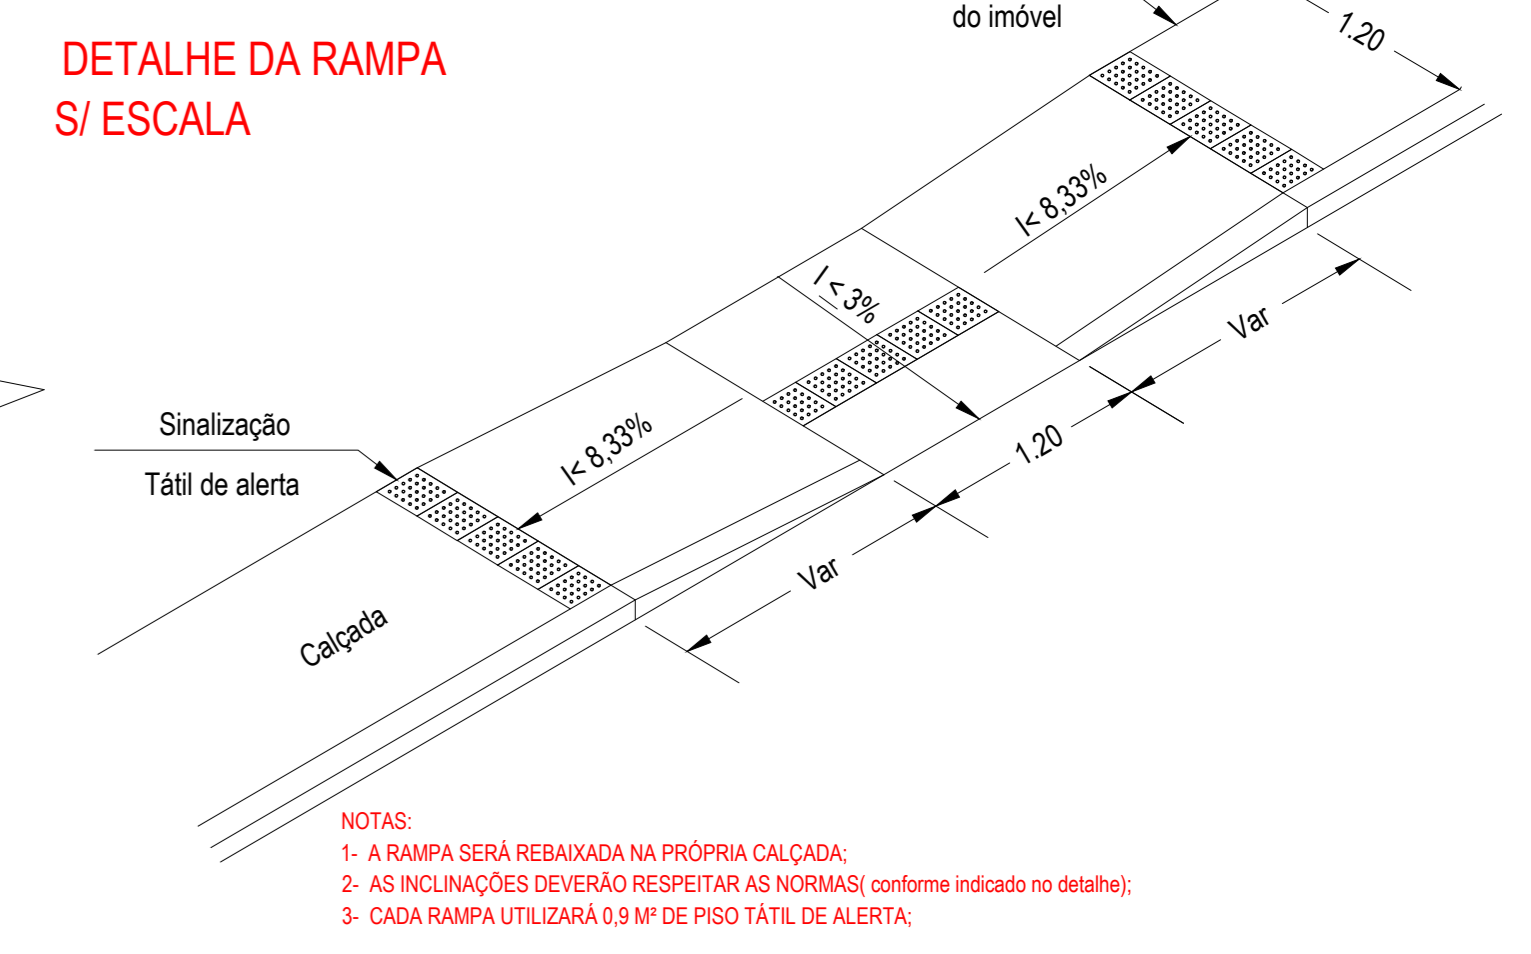 do imóvel
1.20
DETALHE DA RAMPA
S/ ESCALA
I< 8,33%
I < 3%
Var
Sinalização
Tátil de alerta
I< 8,33%
1.20
Var
Calçada
NOTAS:
1- A RAMPA SERÁ REBAIXADA NA PRÓPRIA CALÇADA;
2- AS INCLINAÇÕES DEVERÃO RESPEITAR AS NORMAS( conforme indicado no detalhe);
3- CADA RAMPA UTILIZARÁ 0,9 M² DE PISO TÁTIL DE ALERTA;